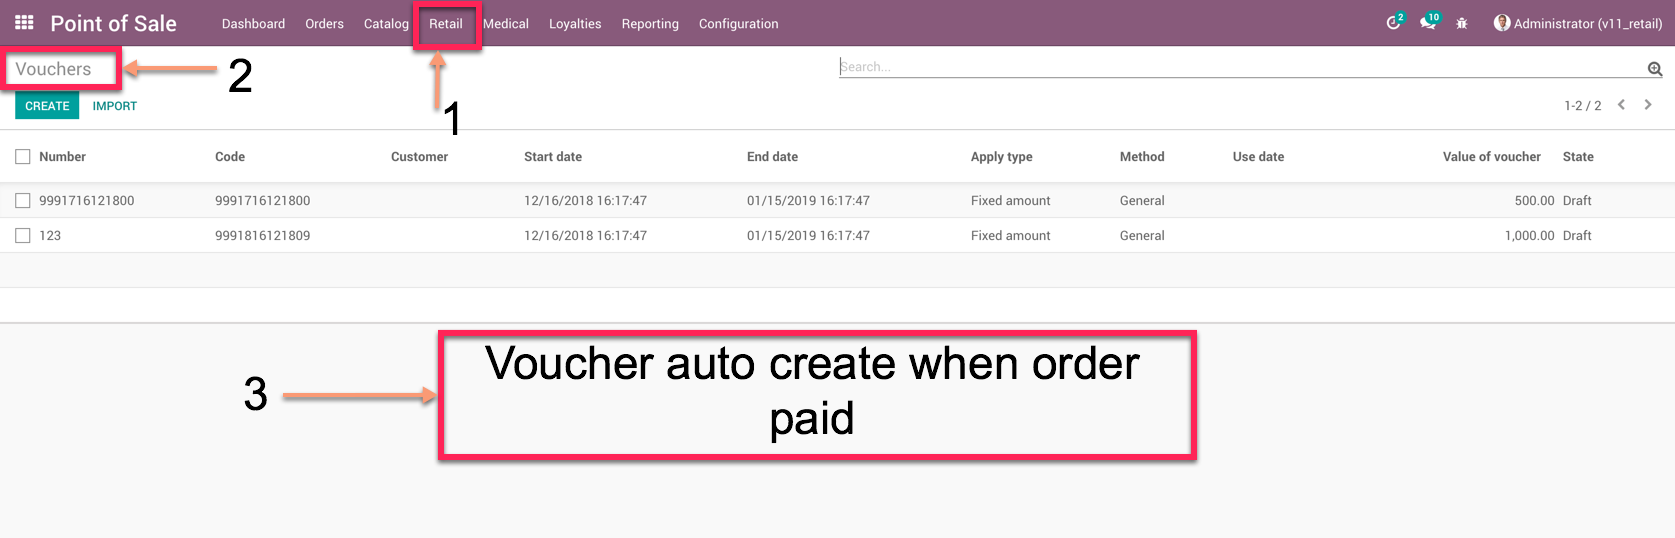 Point of Sale Dashboard Orders Catalog Retail Medical Loyalties Reporting Configuration 2 10 Administrator (v11_retail)
Vouchers 2 Search...
CREATE IMPORT 1 1-2 / 2
Number Code Customer Start date End date Apply type Method Use date Value of voucher State
9991716121800 9991716121800 12/16/2018 16:17:47 01/15/2019 16:17:47 Fixed amount General 500.00 Draft
123 9991816121809 12/16/2018 16:17:47 01/15/2019 16:17:47 Fixed amount General 1,000.00 Draft
Voucher auto create when order
3
paid